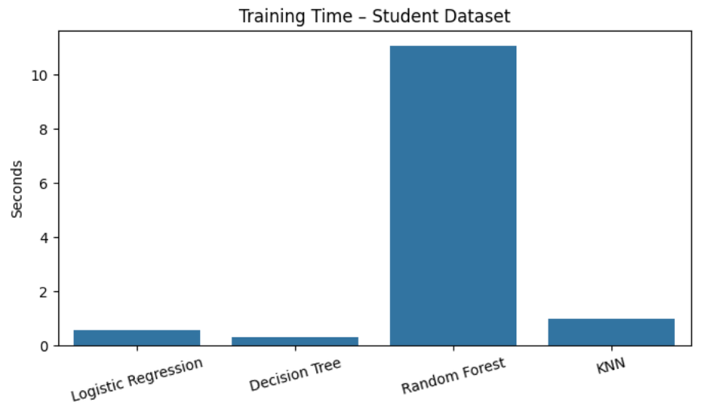 Training Time – Student Dataset
Seconds
10
8
6
4
2
0
Logistic Regression
Decision Tree
Random Forest
KNN